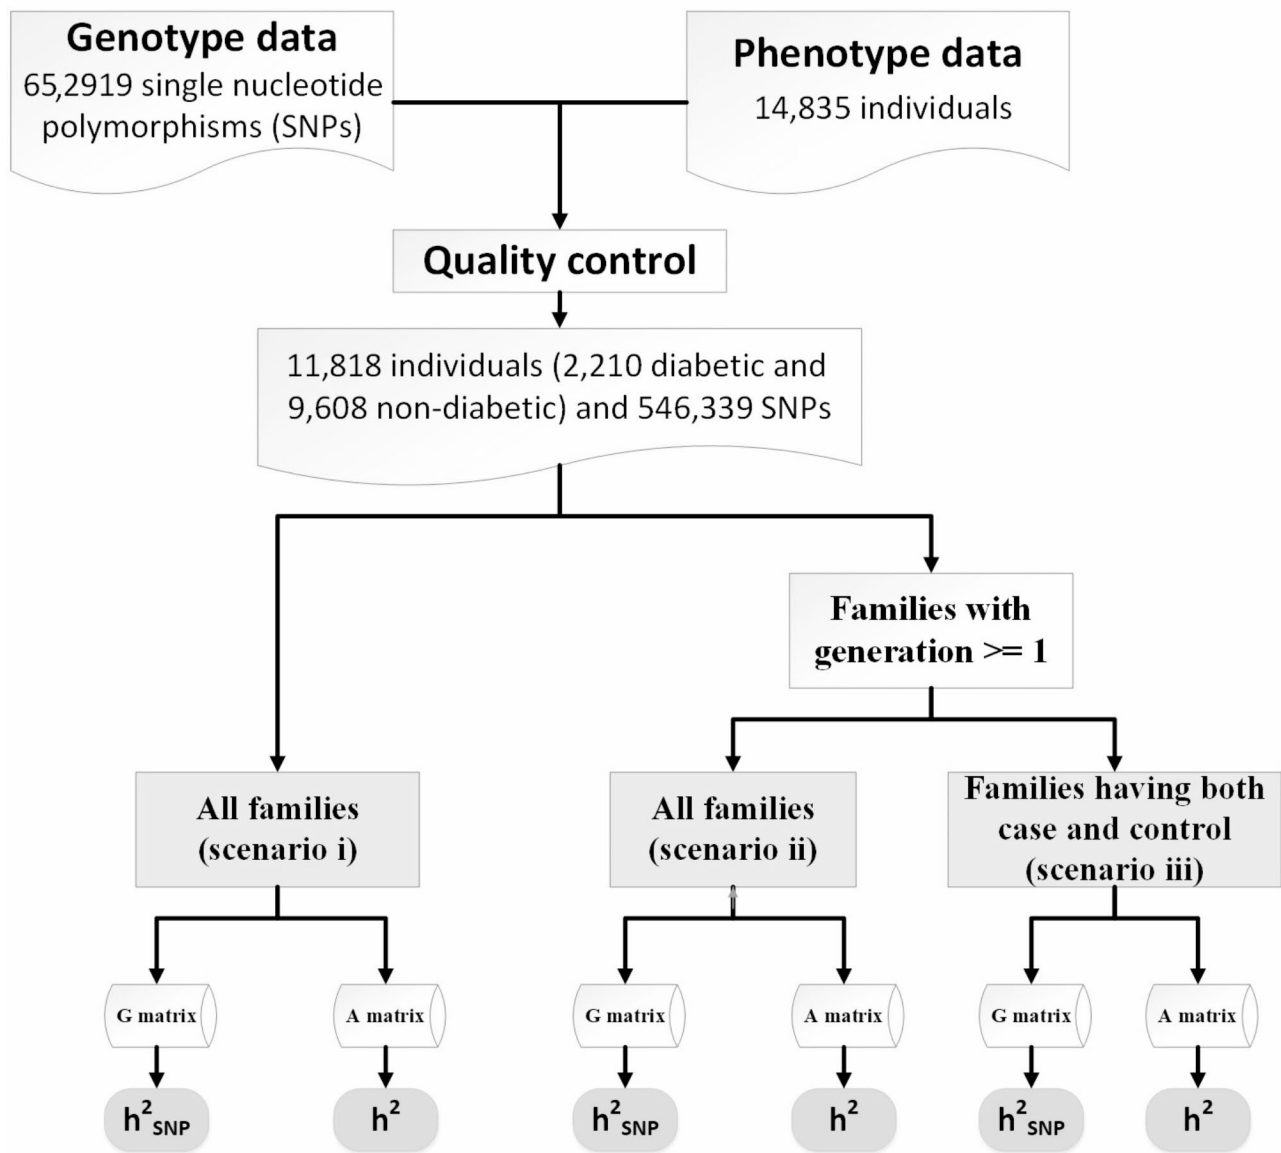 Genotype data
65,2919 single nucleotide
polymorphisms (SNPs)
Phenotype data
14,835 individuals
Quality control
11,818 individuals (2,210 diabetic and
9,608 non-diabetic) and 546,339 SNPs
Families with
generation >= 1
All families
(scenario i)
All families
(scenario ii)
Families having both
case and control
(scenario iii)
G matrix
A matrix
G matrix
A matrix
G matrix
A matrix
h²SNP
h²
h²SNP
h²
h²SNP
h²